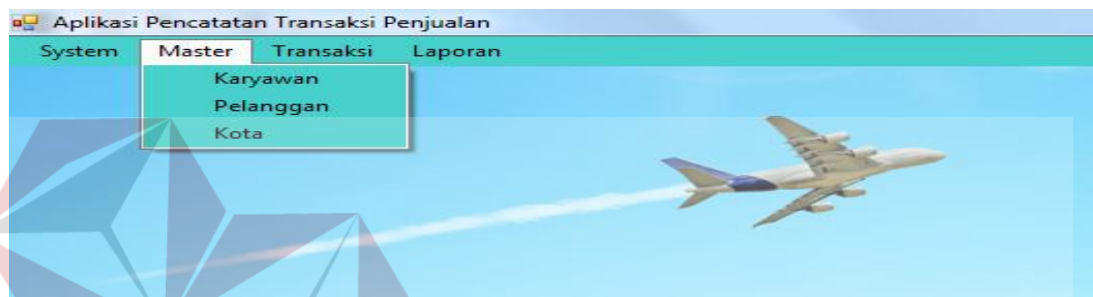 Aplikasi Pencatatan Transaksi Penjualan
System Master Transaksi Laporan
Karyawan
Pelanggan
Kota